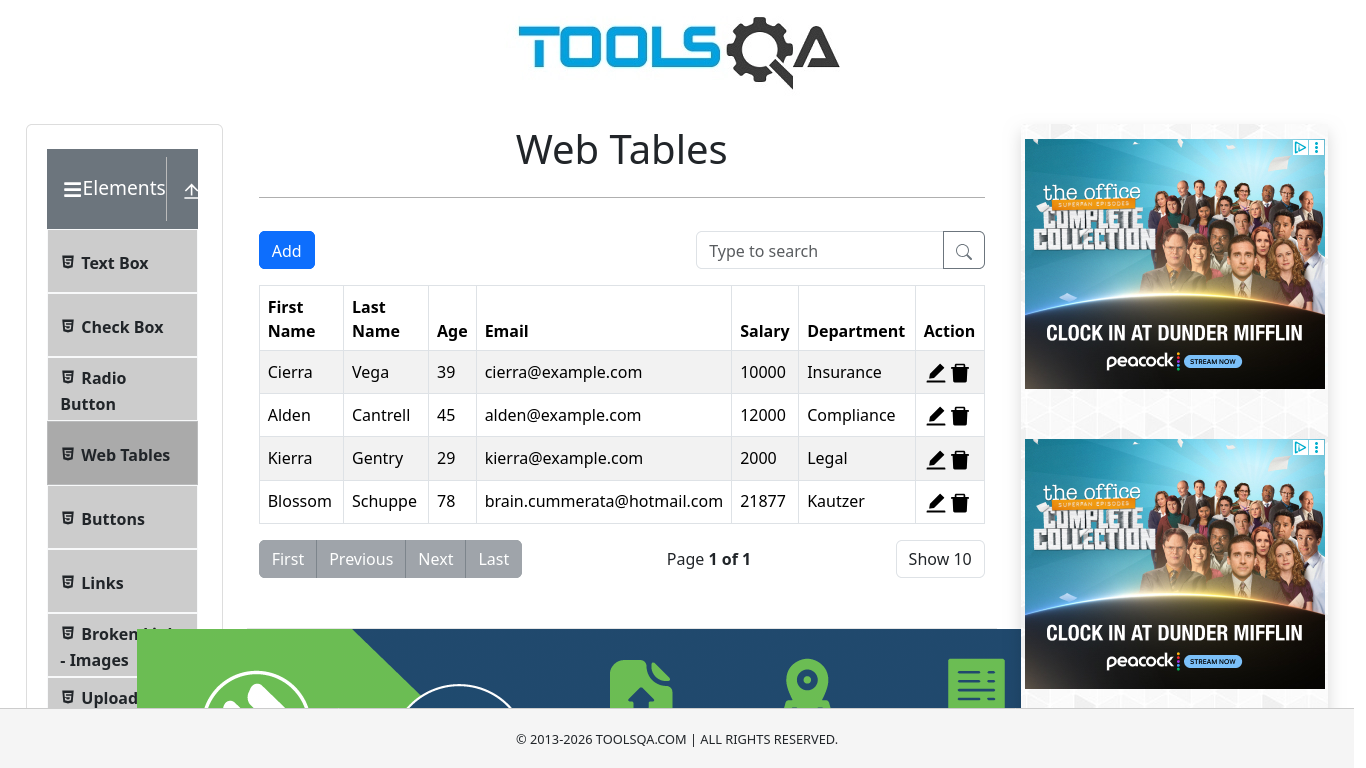 TOOLSQA
Web Tables
Elements
Text Box
Check Box
Radio
Button
Web Tables
Buttons
Links
Broken
- Images
Upload
Add
Type to search
First Name Last Name Age Email Salary Department Action
Cierra Vega 39 cierra@example.com 10000 Insurance
Alden Cantrell 45 alden@example.com 12000 Compliance
Kierra Gentry 29 kierra@example.com 2000 Legal
Blossom Schuppe 78 brain.cummerata@hotmail.com 21877 Kautzer
First Previous Next Last
Page 1 of 1
Show 10
the office
SUPERFAN EPISODES
COMPLETE
COLLECTION
CLOCK IN AT DUNDER MIFFLIN
peacock STREAM NOW
the office
SUPERFAN EPISODES
COMPLETE
COLLECTION
CLOCK IN AT DUNDER MIFFLIN
peacock STREAM NOW
© 2013-2026 TOOLSQA.COM | ALL RIGHTS RESERVED.